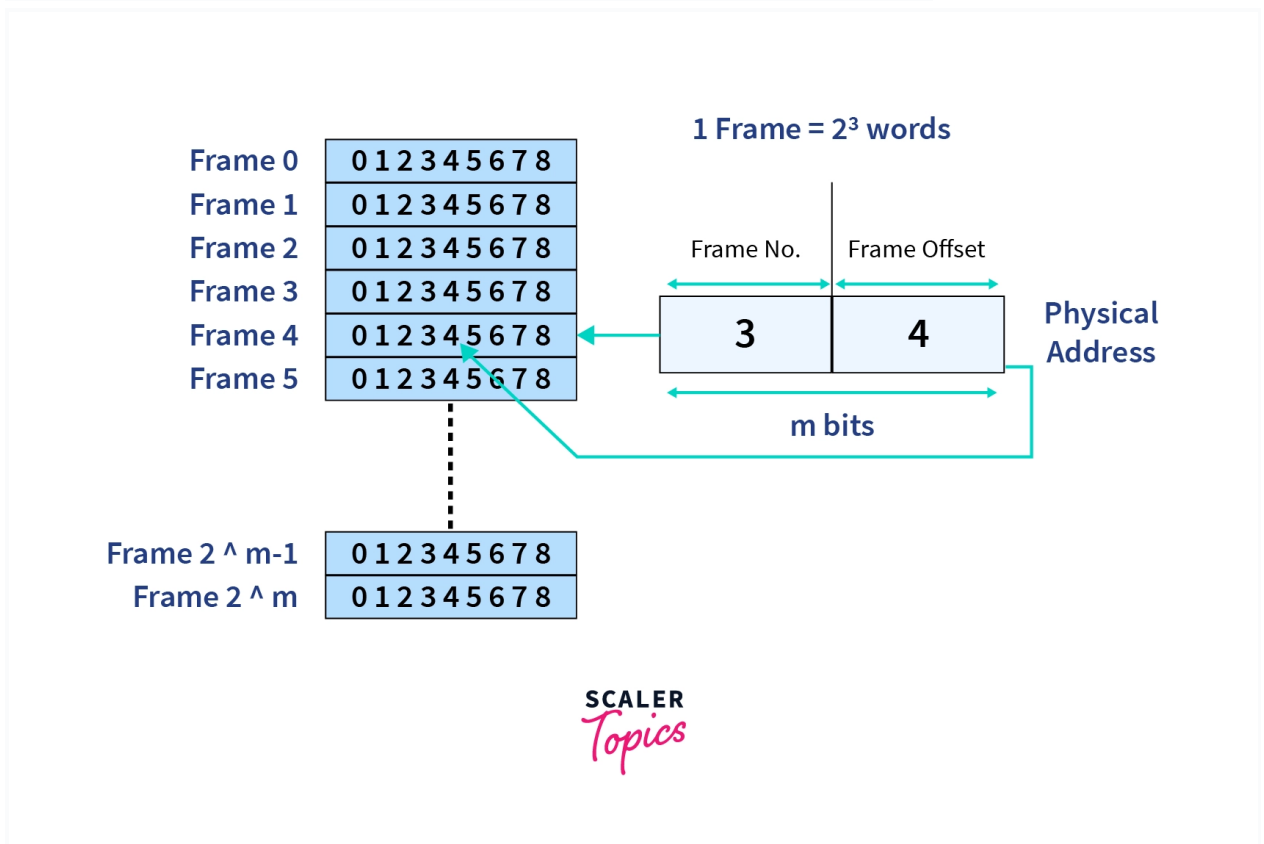 1 Frame = 2³ words
Frame 0 0 1 2 3 4 5 6 7 8
Frame 1 0 1 2 3 4 5 6 7 8
Frame 2 0 1 2 3 4 5 6 7 8
Frame 3 0 1 2 3 4 5 6 7 8
Frame 4 0 1 2 3 4 5 6 7 8
Frame 5 0 1 2 3 4 5 6 7 8
Frame 2 ^ m-1 0 1 2 3 4 5 6 7 8
Frame 2 ^ m 0 1 2 3 4 5 6 7 8
Frame No. Frame Offset
3 4
Physical
Address
m bits
SCALER
Topics